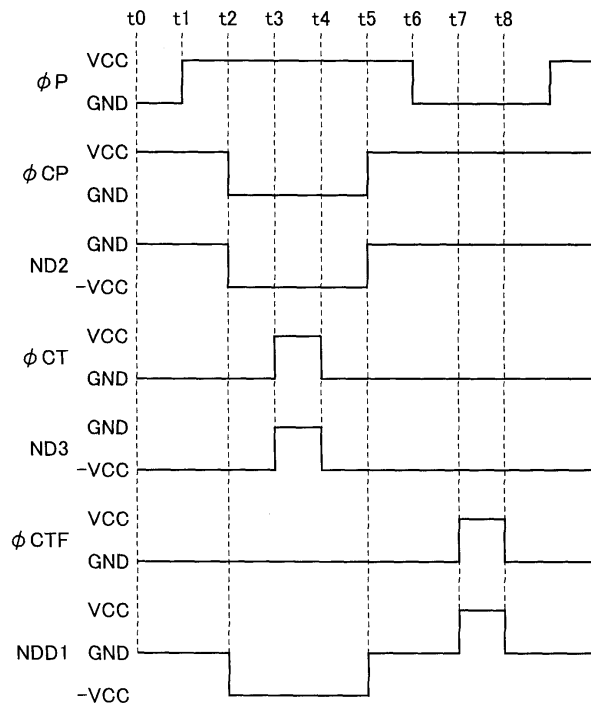 t0 t1 t2 t3 t4 t5 t6 t7 t8
VCC
φP
GND
VCC
φCP
GND
GND
ND2
-VCC
VCC
φCT
GND
GND
ND3
-VCC
VCC
φCTF
GND
VCC
NDD1 GND
-VCC